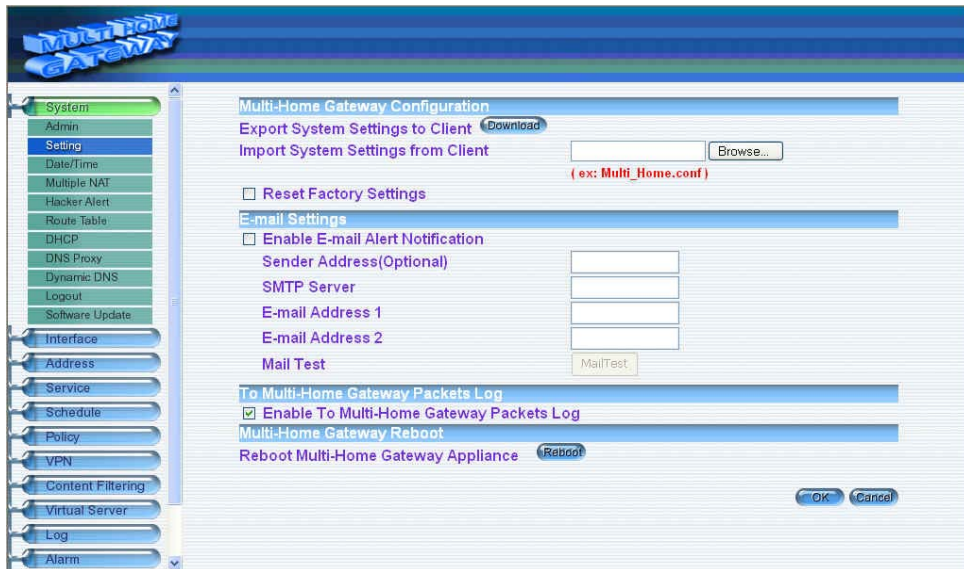 MULTI HOME
GATEWAY
System
Admin
Setting
Date/Time
Multiple NAT
Hacker Alert
Route Table
DHCP
DNS Proxy
Dynamic DNS
Logout
Software Update
Interface
Address
Service
Schedule
Policy
VPN
Content Filtering
Virtual Server
Log
Alarm
Multi-Home Gateway Configuration
Export System Settings to Client Download
Import System Settings from Client Browse...
( ex: Multi_Home.conf )
Reset Factory Settings
E-mail Settings
Enable E-mail Alert Notification
Sender Address(Optional)
SMTP Server
E-mail Address 1
E-mail Address 2
Mail Test MailTest
To Multi-Home Gateway Packets Log
Enable To Multi-Home Gateway Packets Log
Multi-Home Gateway Reboot
Reboot Multi-Home Gateway Appliance Reboot
OK Cancel